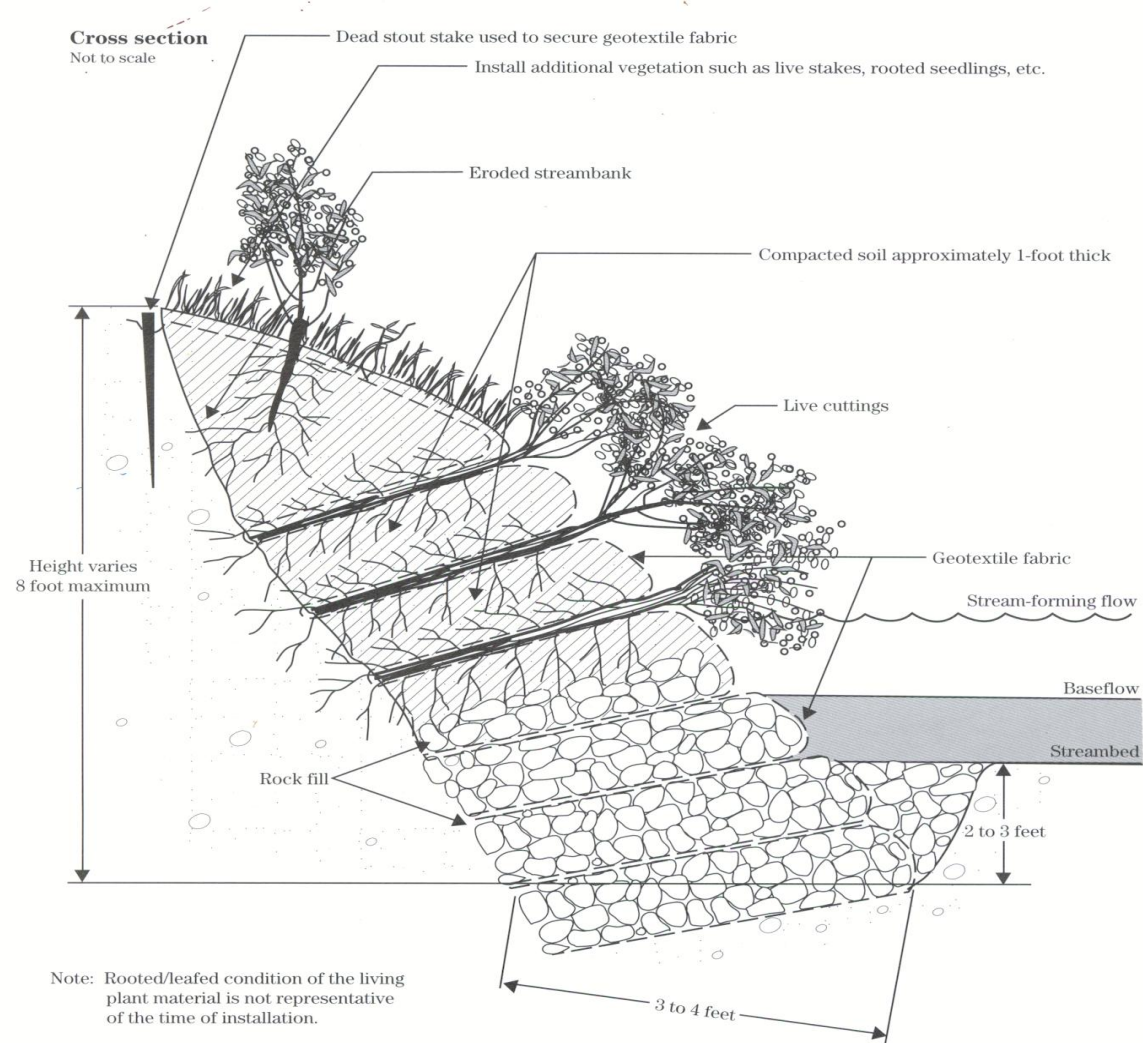 Cross section
Not to scale
Dead stout stake used to secure geotextile fabric
Install additional vegetation such as live stakes, rooted seedlings, etc.
Eroded streambank
Compacted soil approximately 1-foot thick
Live cuttings
Geotextile fabric
Height varies
8 foot maximum
Stream-forming flow
Baseflow
Streambed
Rock fill
2 to 3 feet
3 to 4 feet
Note: Rooted/leafed condition of the living
plant material is not representative
of the time of installation.